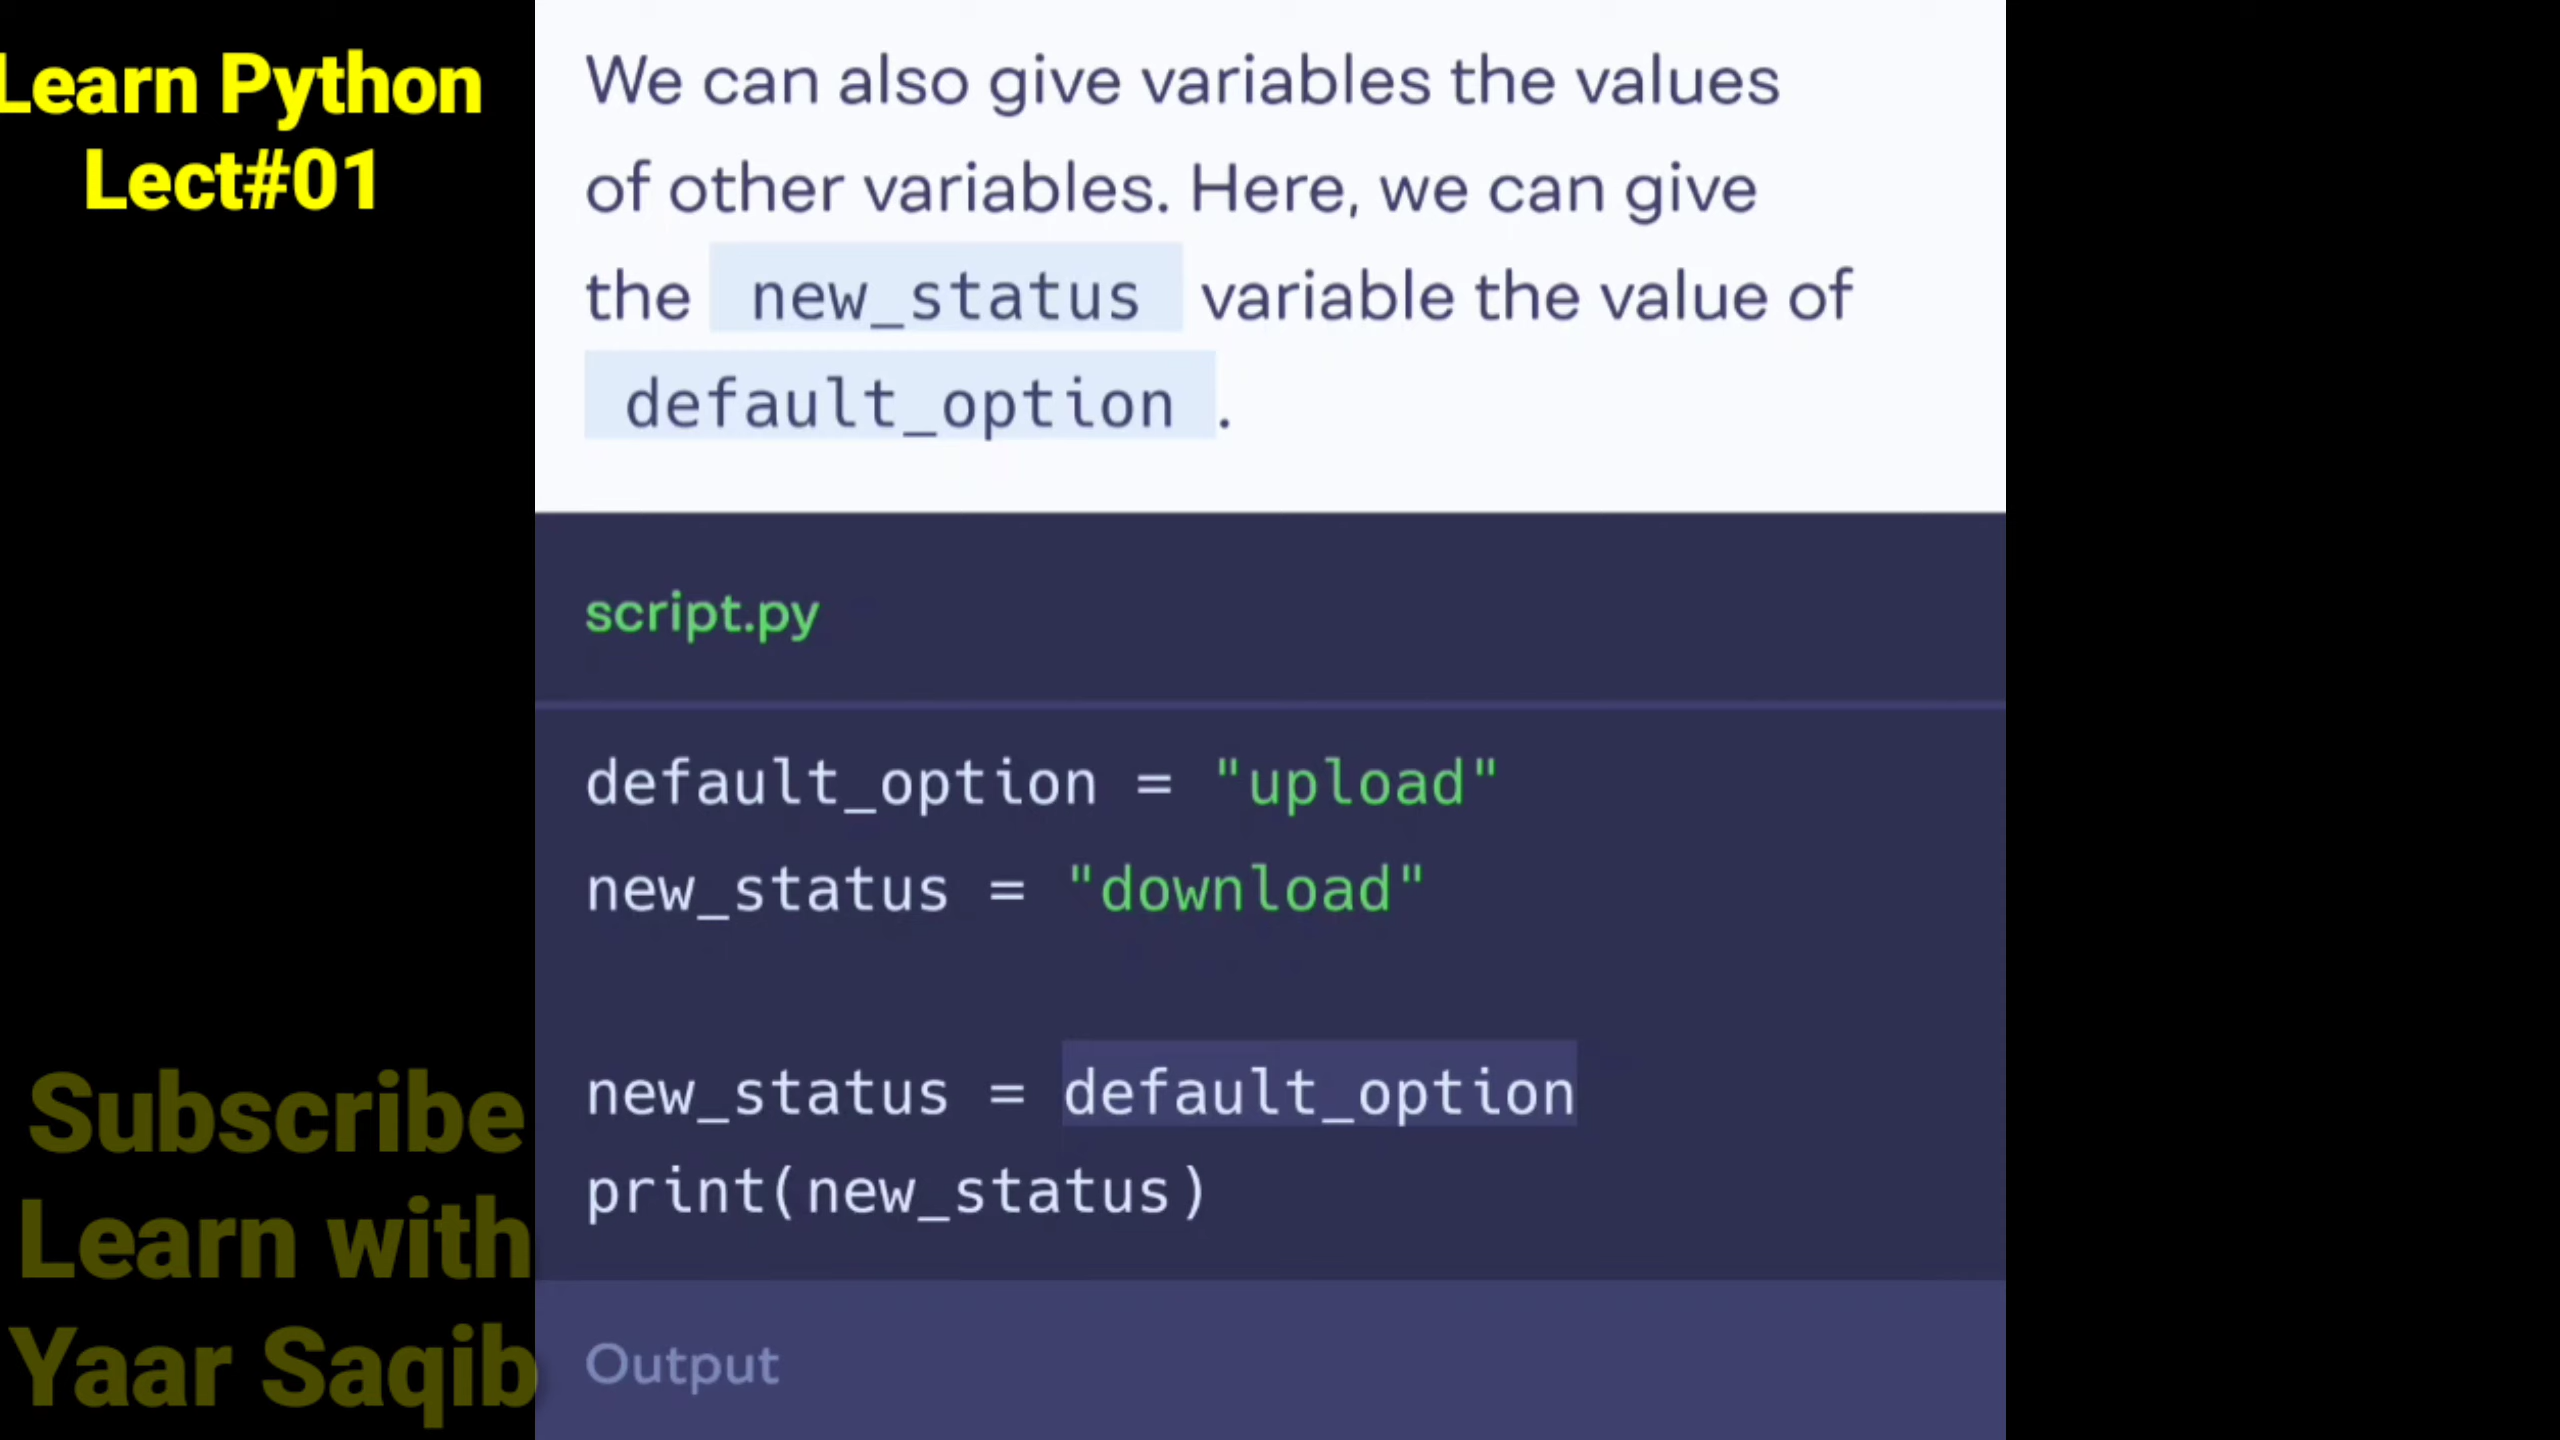 Learn Python
Lect#01
We can also give variables the values
of other variables. Here, we can give
the new_status variable the value of
default_option .
script.py
default_option = "upload"
new_status = "download"
new_status = default_option
print(new_status)
Output
Subscribe
Learn with
Yaar Saqib